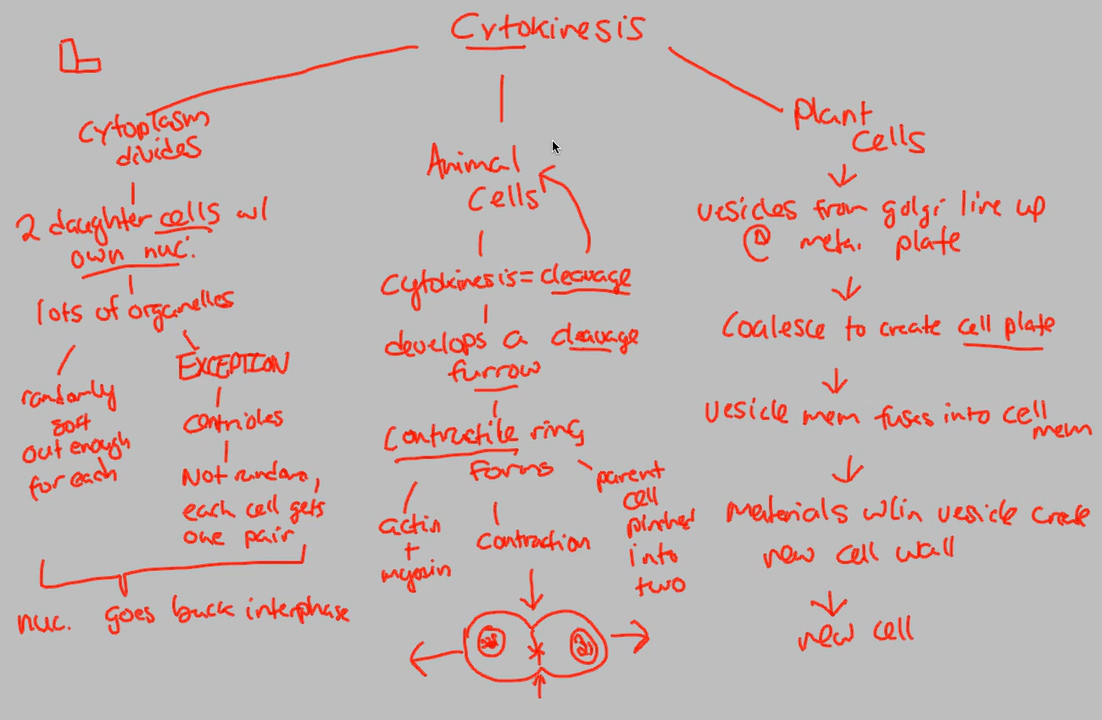 Cytokinesis
Cytoplasm
divides
2 daughter cells w/
own nuc.
lots of organelles
randomly
sort
out enough
for each
EXCEPTION
centrioles
Not random,
each cell gets
one pair
nuc. goes back interphase
Animal
Cells
Cytokinesis = cleavage
develops a cleavage
furrow
Contractile ring
forms
actin
+
myosin
contraction
parent
cell
pinched
into
two
Plant
Cells
vesicles from golgi line up
@ meta. plate
Coalesce to create cell plate
Vesicle mem fuses into cell
mem
Materials w/in vesicle create
new cell wall
new cell